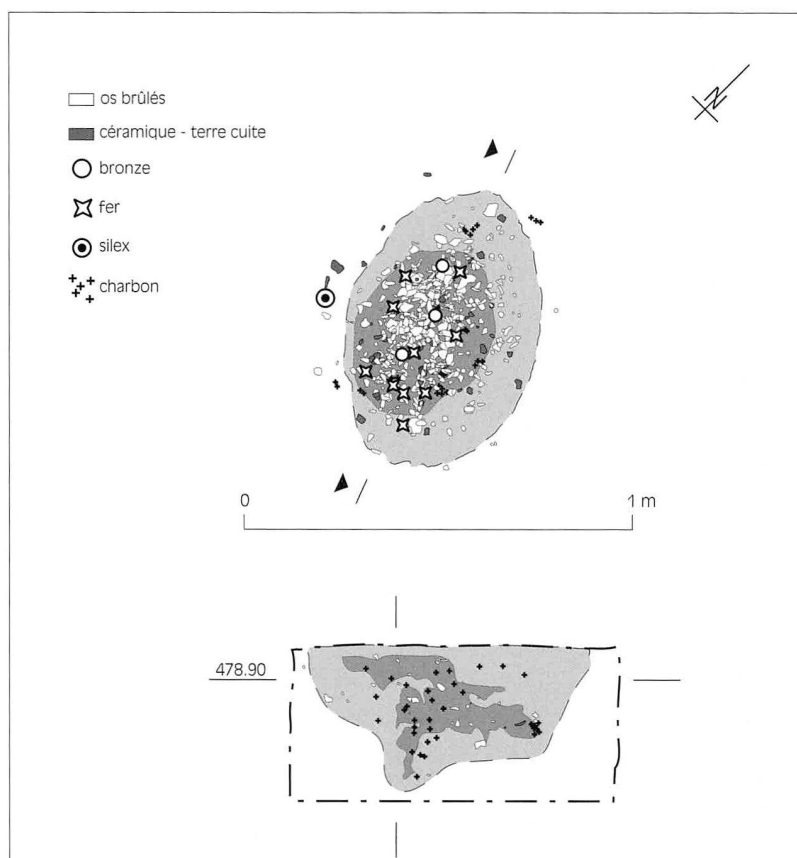 os brûlés
céramique - terre cuite
bronze
fer
silex
charbon
N
0 1 m
478.90